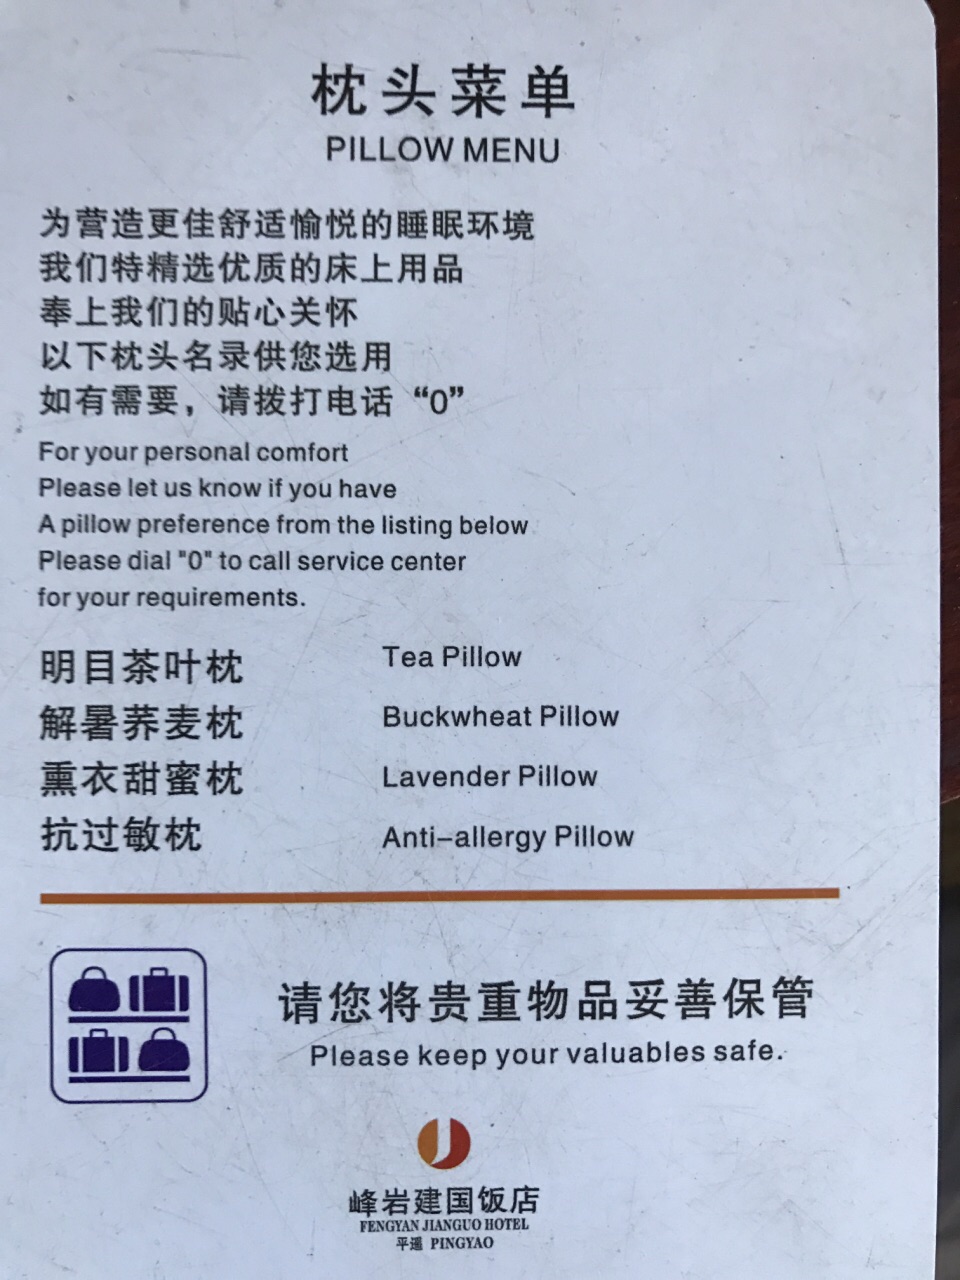 枕头菜单
PILLOW MENU
为营造更佳舒适愉悦的睡眠环境
我们特精选优质的床上用品
奉上我们的贴心关怀
以下枕头名录供您选用
如有需要，请拨打电话“0”
For your personal comfort
Please let us know if you have
A pillow preference from the listing below
Please dial "0" to call service center
for your requirements.
明目茶叶枕 Tea Pillow
解暑荞麦枕 Buckwheat Pillow
熏衣甜蜜枕 Lavender Pillow
抗过敏枕 Anti-allergy Pillow
请您将贵重物品妥善保管
Please keep your valuables safe.
峰岩建国饭店
FENGYAN JIANGUO HOTEL
平遥 PINGYAO